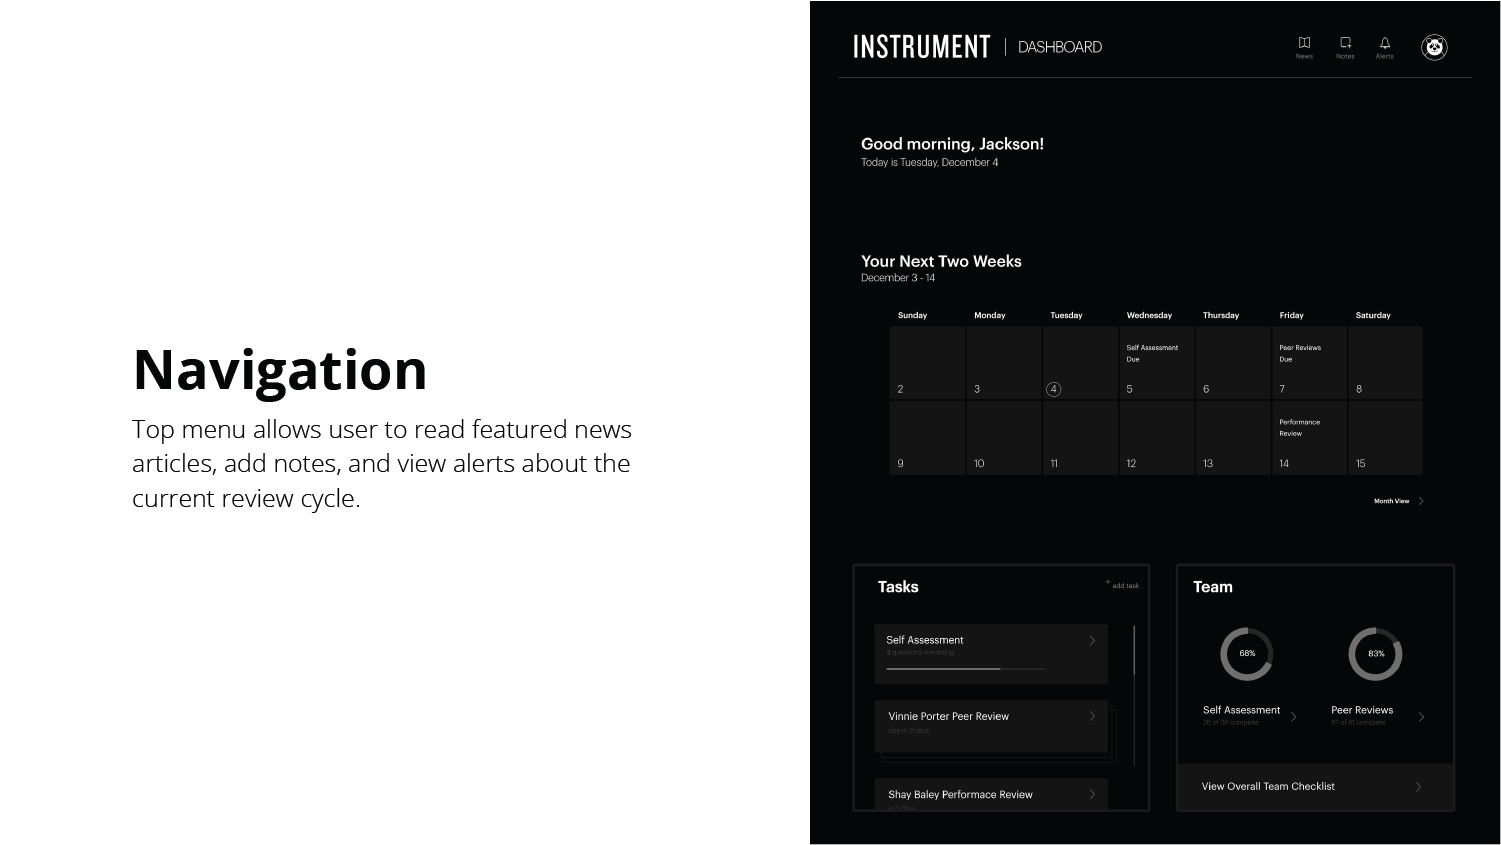 Navigation
Top menu allows user to read featured news
articles, add notes, and view alerts about the
current review cycle.
INSTRUMENT | DASHBOARD
News Notes Alerts
Good morning, Jackson!
Today is Tuesday, December 4
Your Next Two Weeks
December 3 - 14
Sunday Monday Tuesday Wednesday Thursday Friday Saturday
Self Assessment Due
Peer Reviews Due
2 3 4 5 6 7 8
Performance Review
9 10 11 12 13 14 15
Month View
Tasks
+ add task
Self Assessment
4 questions remaining
Vinnie Porter Peer Review
due in 9 days
Shay Baley Performace Review
in 3 days
Team
68% 83%
Self Assessment
26 of 38 complete
Peer Reviews
67 of 81 complete
View Overall Team Checklist